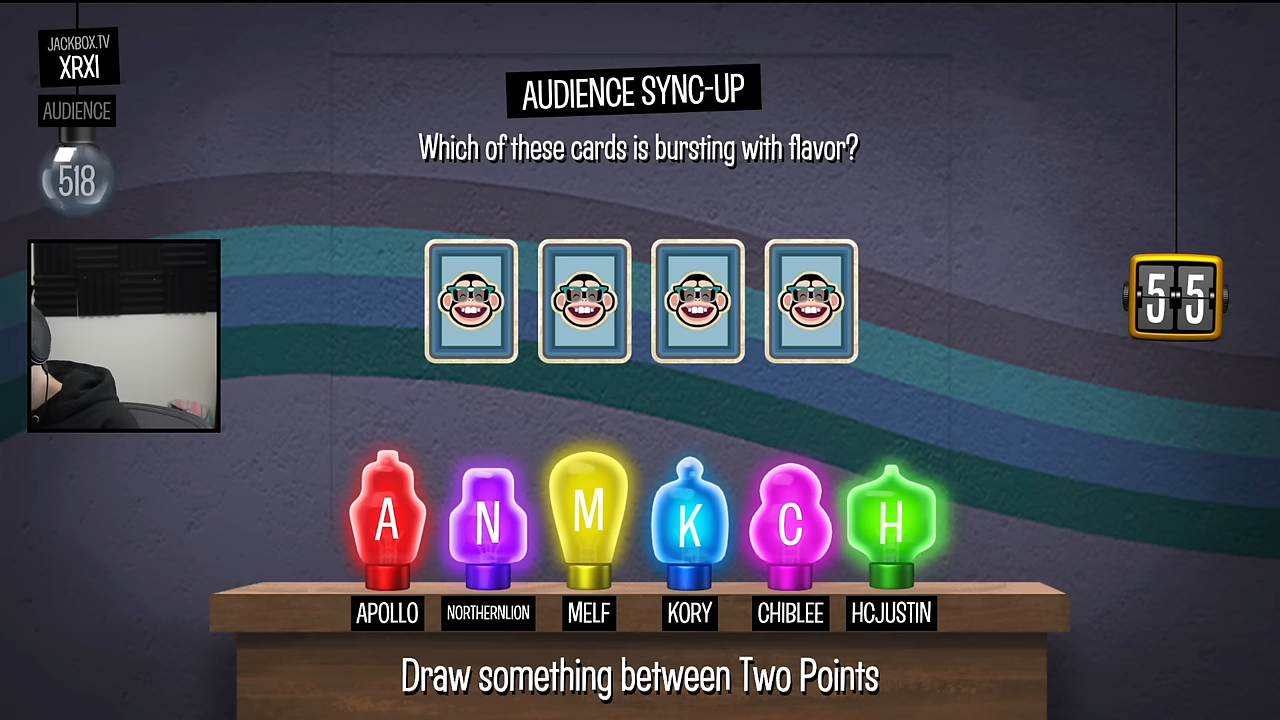 JACKBOX.TV
XRXI
AUDIENCE
518
AUDIENCE SYNC-UP
Which of these cards is bursting with flavor?
55
A N M K C H
APOLLO NORTHERNLION MELF KORY CHIBLEE HCJUSTIN
Draw something between Two Points